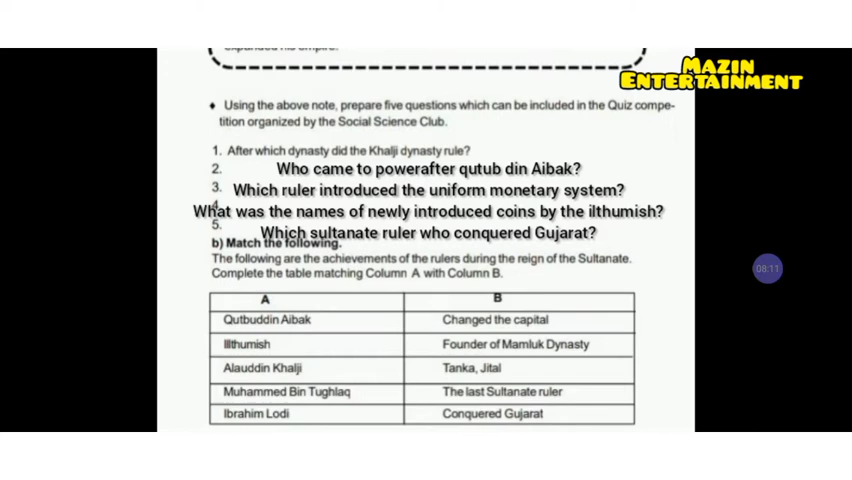 expanded his empire.
MAZIN
ENTERTAINMENT
♦ Using the above note, prepare five questions which can be included in the Quiz compe-
tition organized by the Social Science Club.
1. After which dynasty did the Khalji dynasty rule?
2. Who came to powerafter qutub din Aibak?
3. Which ruler introduced the uniform monetary system?
4. What was the names of newly introduced coins by the ilthumish?
5. Which sultanate ruler who conquered Gujarat?
b) Match the following.
The following are the achievements of the rulers during the reign of the Sultanate.
Complete the table matching Column A with Column B.
A B
Qutbuddin Aibak Changed the capital
Illthumish Founder of Mamluk Dynasty
Alauddin Khalji Tanka, Jital
Muhammed Bin Tughlaq The last Sultanate ruler
Ibrahim Lodi Conquered Gujarat
08:11